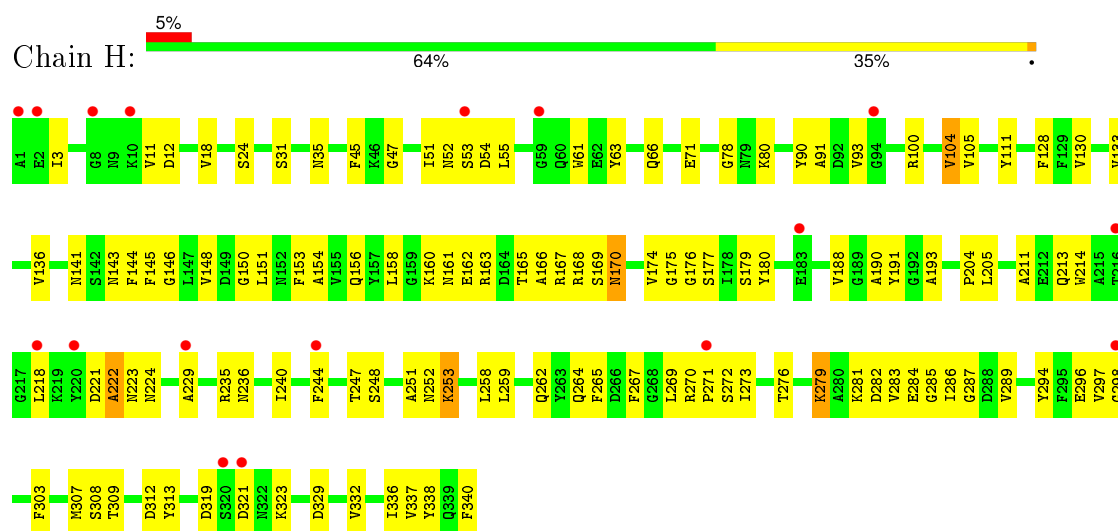 5%
Chain H:
64% 35% •
A1 E2 I3 G8 N9 K10 V11 D12 V18 S24 S31 N35 F45 K46 G47 I51 N52 S53 D54 L55 G59 Q60 W61 E62 Y63 Q66 E71 G78 N79 K80 Y90 A91 D92 V93 G94 R100 V104 V105 Y111 F128 F129 V130 V133
V136 N141 S142 N143 F144 F145 G146 L147 V148 D149 G150 L151 N152 F153 A154 V155 Q156 Y157 L158 G159 K160 N161 E162 R163 D164 T165 A166 R167 R168 S169 N170 V174 G175 G176 S177 I178 S179 Y180 E183 V188 G189 A190 Y191 G192 A193 P204 L205 A211 E212 Q213 W214 A215 T216
G217 L218 K219 Y220 D221 A222 N223 N224 A229 R235 N236 I240 F244 T247 S248 A251 N252 K253 L258 L259 Q262 Y263 Q264 F265 D266 F267 G268 L269 R270 P271 S272 I273 T276 K279 A280 K281 D282 V283 E284 G285 I286 G287 D288 V289 Y294 F295 E296 V297 G298
F303 M307 S308 T309 D312 Y313 D319 S320 D321 N322 K323 D329 V332 I336 V337 Y338 Q339 F340